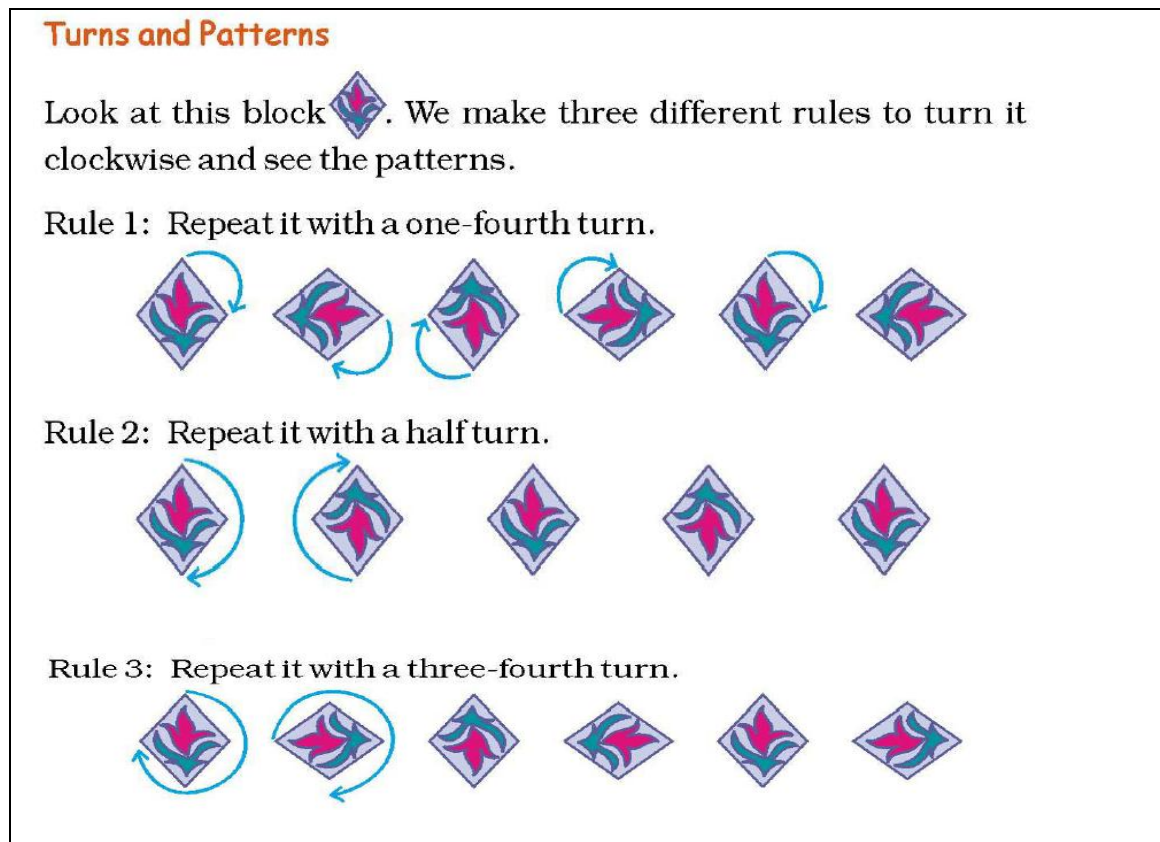 Turns and Patterns
Look at this block. We make three different rules to turn it
clockwise and see the patterns.
Rule 1: Repeat it with a one-fourth turn.
Rule 2: Repeat it with a half turn.
Rule 3: Repeat it with a three-fourth turn.